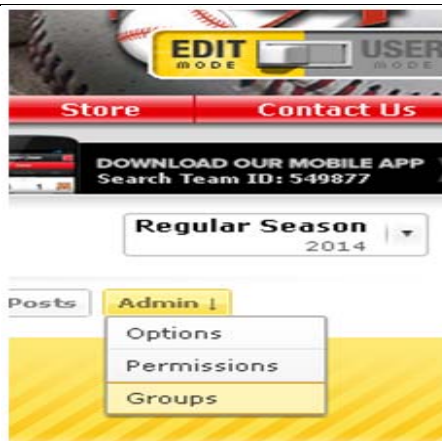 EDIT USER
MODE MODE
Store Contact Us
DOWNLOAD OUR MOBILE APP
Search Team ID: 549877
Regular Season
2014
Posts Admin ↓
Options
Permissions
Groups